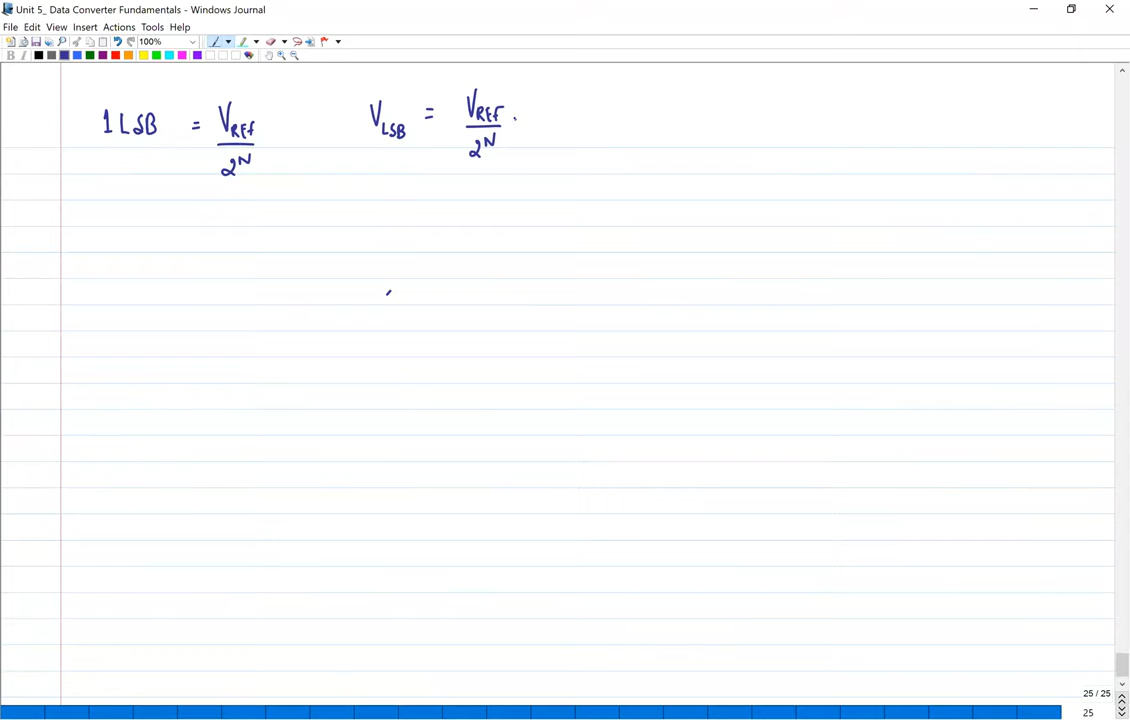 Unit 5_ Data Converter Fundamentals - Windows Journal
File Edit View Insert Actions Tools Help
100%
B I
1 LSB = V_REF / 2^N    V_LSB = V_REF / 2^N .
25 / 25
25